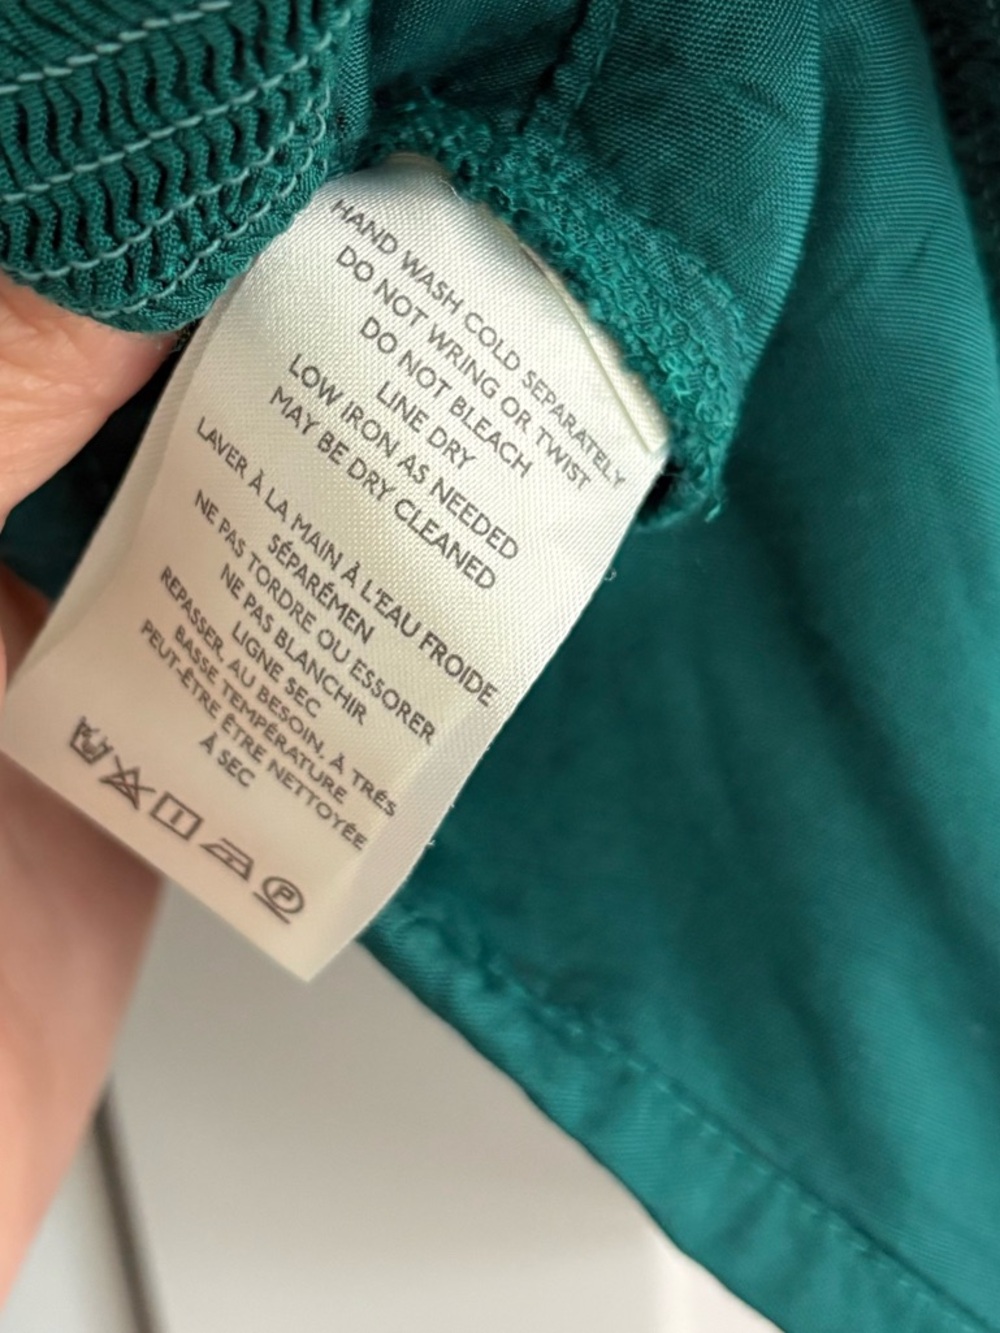 HAND WASH COLD SEPARATELY
DO NOT WRING OR TWIST
DO NOT BLEACH
LINE DRY
LOW IRON AS NEEDED
MAY BE DRY CLEANED
LAVER À LA MAIN À L'EAU FROIDE
SÉPARÉMEN
NE PAS TORDRE OU ESSORER
NE PAS BLANCHIR
LIGNE SEC
REPASSER, AU BESOIN, À TRÉS
BASSE TEMPÉRATURE
PEUT-ÊTRE ÊTRE NETTOYÉE
À SEC
P